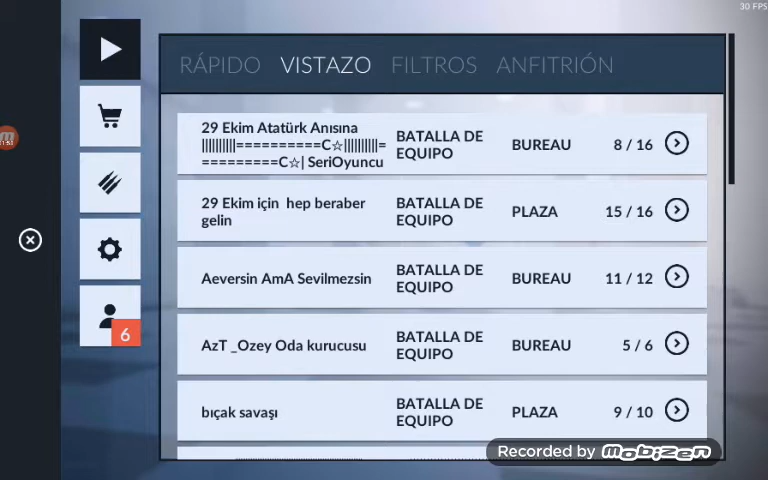 30 FPS
RÁPIDO VISTAZO FILTROS ANFITRIÓN
29 Ekim Atatürk Anısına
||||||||||==========C☆||||||||||=
=========C☆| SeriOyuncu
BATALLA DE
EQUIPO
BUREAU
8 / 16
29 Ekim için hep beraber
gelin
BATALLA DE
EQUIPO
PLAZA
15 / 16
Aeversin AmA Sevilmezsin
BATALLA DE
EQUIPO
BUREAU
11 / 12
AzT _Ozey Oda kurucusu
BATALLA DE
EQUIPO
BUREAU
5 / 6
bıçak savaşı
BATALLA DE
EQUIPO
PLAZA
9 / 10
6
Recorded by mobizen